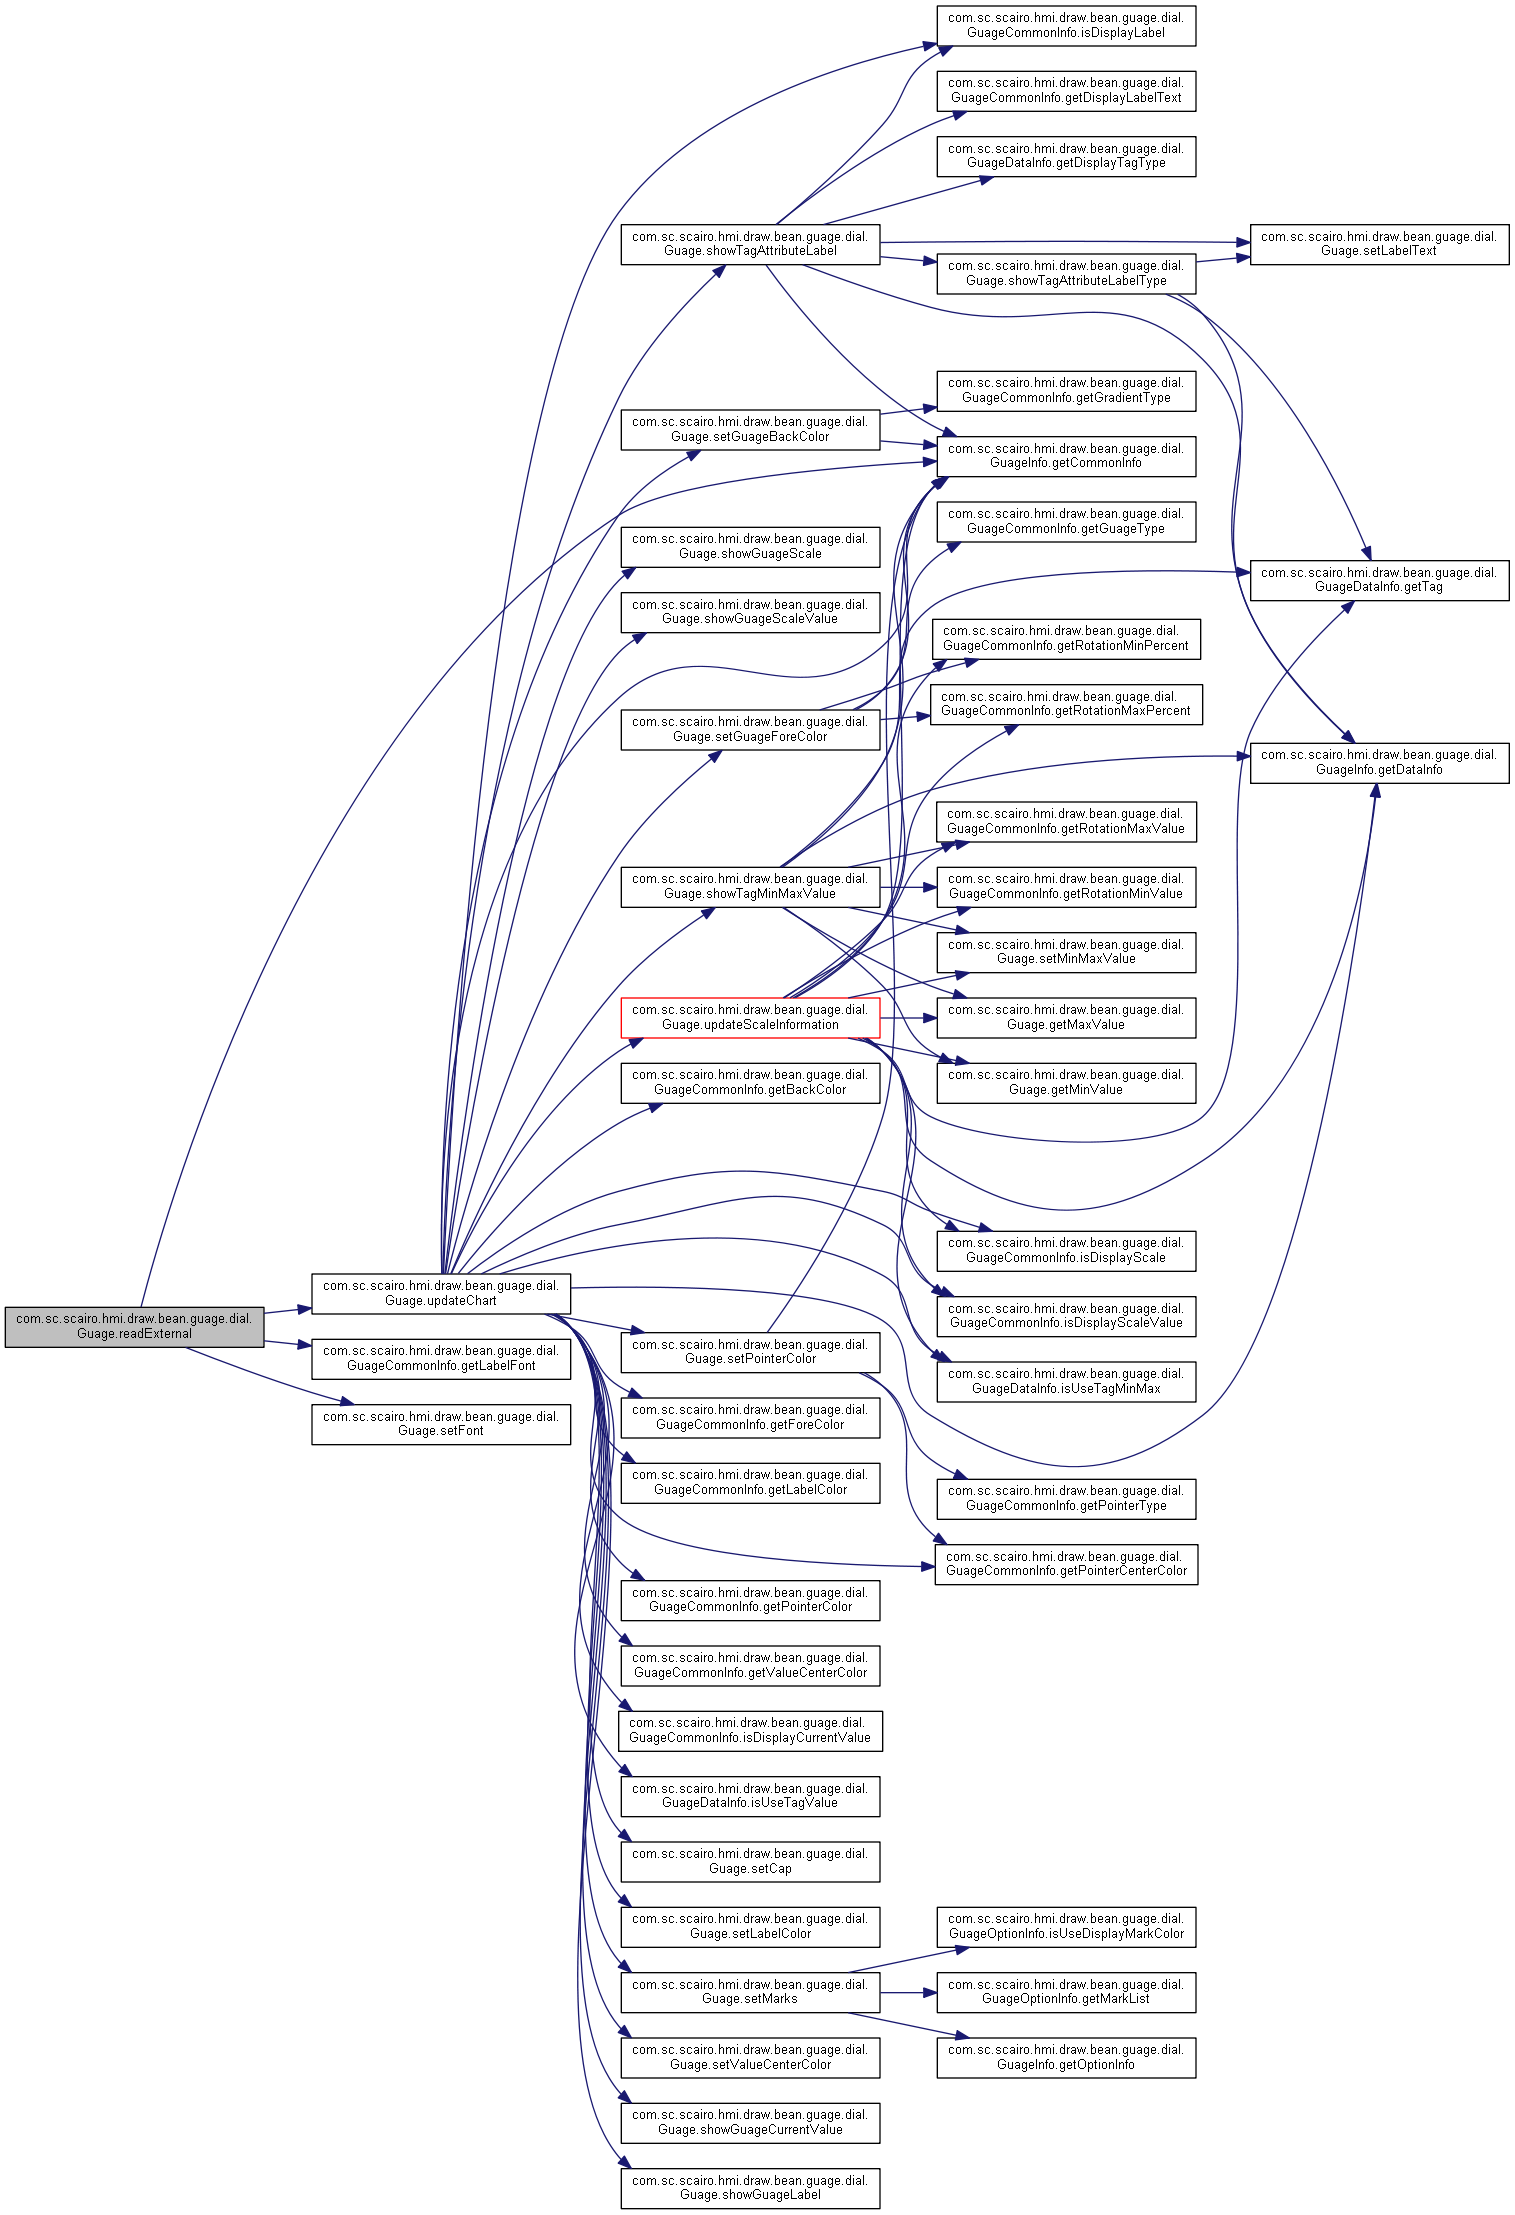 com.sc.scairo.hmi.draw.bean.guage.dial.
GuageCommonInfo.isDisplayLabel
com.sc.scairo.hmi.draw.bean.guage.dial.
GuageCommonInfo.getDisplayLabelText
com.sc.scairo.hmi.draw.bean.guage.dial.
GuageDataInfo.getDisplayTagType
com.sc.scairo.hmi.draw.bean.guage.dial.
Guage.showTagAttributeLabel
com.sc.scairo.hmi.draw.bean.guage.dial.
Guage.setLabelText
com.sc.scairo.hmi.draw.bean.guage.dial.
Guage.showTagAttributeLabelType
com.sc.scairo.hmi.draw.bean.guage.dial.
GuageCommonInfo.getGradientType
com.sc.scairo.hmi.draw.bean.guage.dial.
Guage.setGuageBackColor
com.sc.scairo.hmi.draw.bean.guage.dial.
GuageInfo.getCommonInfo
com.sc.scairo.hmi.draw.bean.guage.dial.
GuageCommonInfo.getGuageType
com.sc.scairo.hmi.draw.bean.guage.dial.
Guage.showGuageScale
com.sc.scairo.hmi.draw.bean.guage.dial.
GuageDataInfo.getTag
com.sc.scairo.hmi.draw.bean.guage.dial.
Guage.showGuageScaleValue
com.sc.scairo.hmi.draw.bean.guage.dial.
GuageCommonInfo.getRotationMinPercent
com.sc.scairo.hmi.draw.bean.guage.dial.
GuageCommonInfo.getRotationMaxPercent
com.sc.scairo.hmi.draw.bean.guage.dial.
Guage.setGuageForeColor
com.sc.scairo.hmi.draw.bean.guage.dial.
GuageInfo.getDataInfo
com.sc.scairo.hmi.draw.bean.guage.dial.
GuageCommonInfo.getRotationMaxValue
com.sc.scairo.hmi.draw.bean.guage.dial.
Guage.showTagMinMaxValue
com.sc.scairo.hmi.draw.bean.guage.dial.
GuageCommonInfo.getRotationMinValue
com.sc.scairo.hmi.draw.bean.guage.dial.
Guage.setMinMaxValue
com.sc.scairo.hmi.draw.bean.guage.dial.
Guage.updateScaleInformation
com.sc.scairo.hmi.draw.bean.guage.dial.
Guage.getMaxValue
com.sc.scairo.hmi.draw.bean.guage.dial.
GuageCommonInfo.getBackColor
com.sc.scairo.hmi.draw.bean.guage.dial.
Guage.getMinValue
com.sc.scairo.hmi.draw.bean.guage.dial.
GuageCommonInfo.isDisplayScale
com.sc.scairo.hmi.draw.bean.guage.dial.
Guage.updateChart
com.sc.scairo.hmi.draw.bean.guage.dial.
GuageCommonInfo.isDisplayScaleValue
com.sc.scairo.hmi.draw.bean.guage.dial.
Guage.readExternal
com.sc.scairo.hmi.draw.bean.guage.dial.
GuageCommonInfo.getLabelFont
com.sc.scairo.hmi.draw.bean.guage.dial.
Guage.setPointerColor
com.sc.scairo.hmi.draw.bean.guage.dial.
GuageDataInfo.isUseTagMinMax
com.sc.scairo.hmi.draw.bean.guage.dial.
Guage.setFont
com.sc.scairo.hmi.draw.bean.guage.dial.
GuageCommonInfo.getForeColor
com.sc.scairo.hmi.draw.bean.guage.dial.
GuageCommonInfo.getLabelColor
com.sc.scairo.hmi.draw.bean.guage.dial.
GuageCommonInfo.getPointerType
com.sc.scairo.hmi.draw.bean.guage.dial.
GuageCommonInfo.getPointerCenterColor
com.sc.scairo.hmi.draw.bean.guage.dial.
GuageCommonInfo.getPointerColor
com.sc.scairo.hmi.draw.bean.guage.dial.
GuageCommonInfo.getValueCenterColor
com.sc.scairo.hmi.draw.bean.guage.dial.
GuageCommonInfo.isDisplayCurrentValue
com.sc.scairo.hmi.draw.bean.guage.dial.
GuageDataInfo.isUseTagValue
com.sc.scairo.hmi.draw.bean.guage.dial.
Guage.setCap
com.sc.scairo.hmi.draw.bean.guage.dial.
Guage.setLabelColor
com.sc.scairo.hmi.draw.bean.guage.dial.
GuageOptionInfo.isUseDisplayMarkColor
com.sc.scairo.hmi.draw.bean.guage.dial.
Guage.setMarks
com.sc.scairo.hmi.draw.bean.guage.dial.
GuageOptionInfo.getMarkList
com.sc.scairo.hmi.draw.bean.guage.dial.
Guage.setValueCenterColor
com.sc.scairo.hmi.draw.bean.guage.dial.
GuageInfo.getOptionInfo
com.sc.scairo.hmi.draw.bean.guage.dial.
Guage.showGuageCurrentValue
com.sc.scairo.hmi.draw.bean.guage.dial.
Guage.showGuageLabel